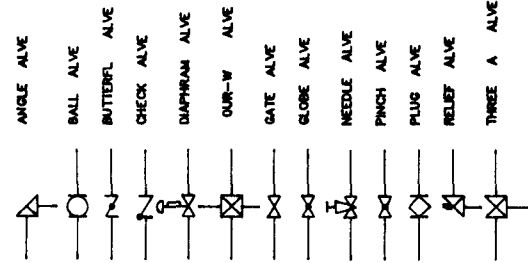 ANGLE ALVE
BALL ALVE
BUTTERFL ALVE
CHECK ALVE
DIAPHRAM ALVE
OUR-W ALVE
GATE ALVE
GLOBE ALVE
NEEDLE ALVE
PINCH ALVE
PLUG ALVE
RELIEF ALVE
THREE A ALVE